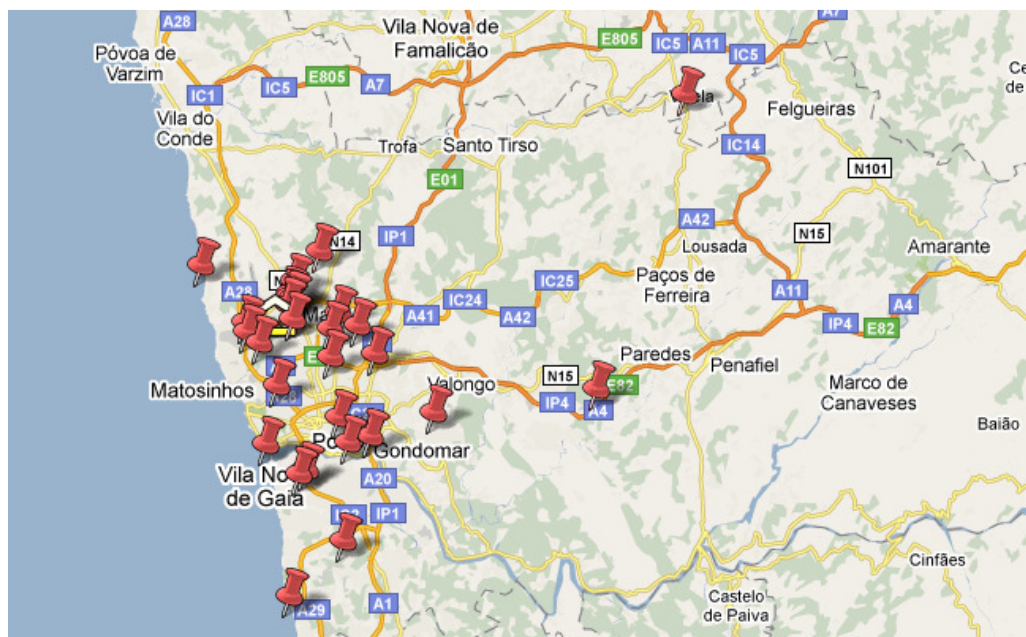 A28
Vila Nova de
Famalicão
E805
IC5
A11
A7
IC5
Póvoa de
Varzim
E805
A7
IC5
IC1
Felgueiras
Vila do
Conde
Trofa
Santo Tirso
IC14
E01
N101
A42
N14
IP1
Lousada
N15
Amarante
IC25
Paços de
Ferreira
A28
IC24
A11
A41
A42
A4
IP4
E82
Paredes
Penafiel
Matosinhos
Valongo
N15
E82
Marco de
Canaveses
IP4
A4
Baião
Gondomar
de Gaia
A20
IP1
Cinfães
Castelo
de Paiva
A29
A1